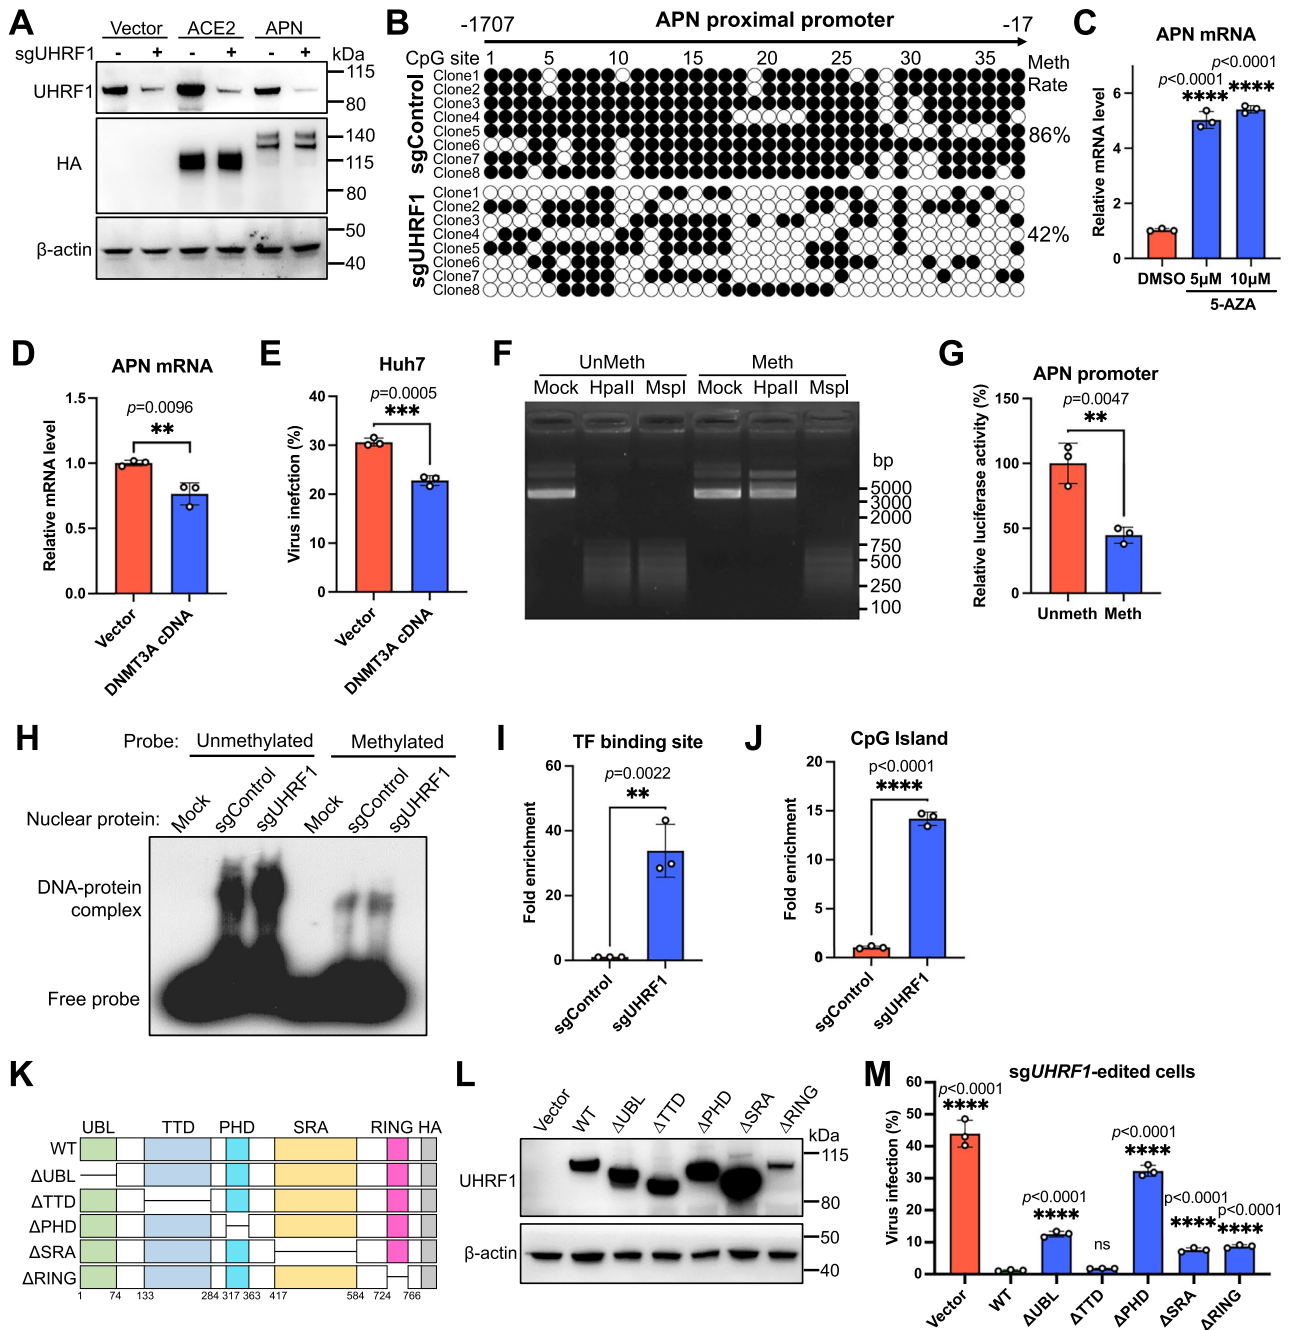 A
Vector ACE2 APN
sgUHRF1 - + - + - + kDa
UHRF1
115
80
HA
140
115
80
β-actin
50
40
B
-1707 APN proximal promoter -17
CpG site 1 5 10 15 20 25 26 30 35 Meth
Rate
sgControl
Clone1
Clone2
Clone3
Clone4
Clone5
Clone6
Clone7
Clone8
86%
sgUHRF1
Clone1
Clone2
Clone3
Clone4
Clone5
Clone6
Clone7
Clone8
42%
C
APN mRNA
p<0.0001
p<0.0001
**** ****
Relative mRNA level
6
4
2
0
DMSO 5μM 10μM
5-AZA
D
APN mRNA
p=0.0096
**
Relative mRNA level
1.5
1.0
0.5
0.0
Vector
DNMT3A cDNA
E
Huh7
p=0.0005
***
Virus inefction (%)
40
30
20
10
0
Vector
DNMT3A cDNA
F
UnMeth Meth
Mock HpaII MspI Mock HpaII MspI
bp
5000
3000
2000
750
500
250
100
G
APN promoter
p=0.0047
**
Relative luciferase activity (%)
150
100
50
0
Unmeth Meth
H
Probe: Unmethylated Methylated
Nuclear protein: Mock sgControl sgUHRF1 Mock sgControl sgUHRF1
DNA-protein
complex
Free probe
I
TF binding site
p=0.0022
**
Fold enrichment
60
40
20
0
sgControl
sgUHRF1
J
CpG Island
p<0.0001
****
Fold enrichment
20
15
10
5
0
sgControl
sgUHRF1
K
UBL TTD PHD SRA RING HA
WT
ΔUBL
ΔTTD
ΔPHD
ΔSRA
ΔRING
1 74 133 284 317 363 417 584 724 766
L
Vector WT ΔUBL ΔTTD ΔPHD ΔSRA ΔRING
kDa
UHRF1
115
80
β-actin
50
40
M
sgUHRF1-edited cells
Virus infection (%)
60
50
40
30
20
10
0
p<0.0001
****
p<0.0001
****
ns
p<0.0001
****
p<0.0001
****
p<0.0001
****
Vector WT ΔUBL ΔTTD ΔPHD ΔSRA ΔRING